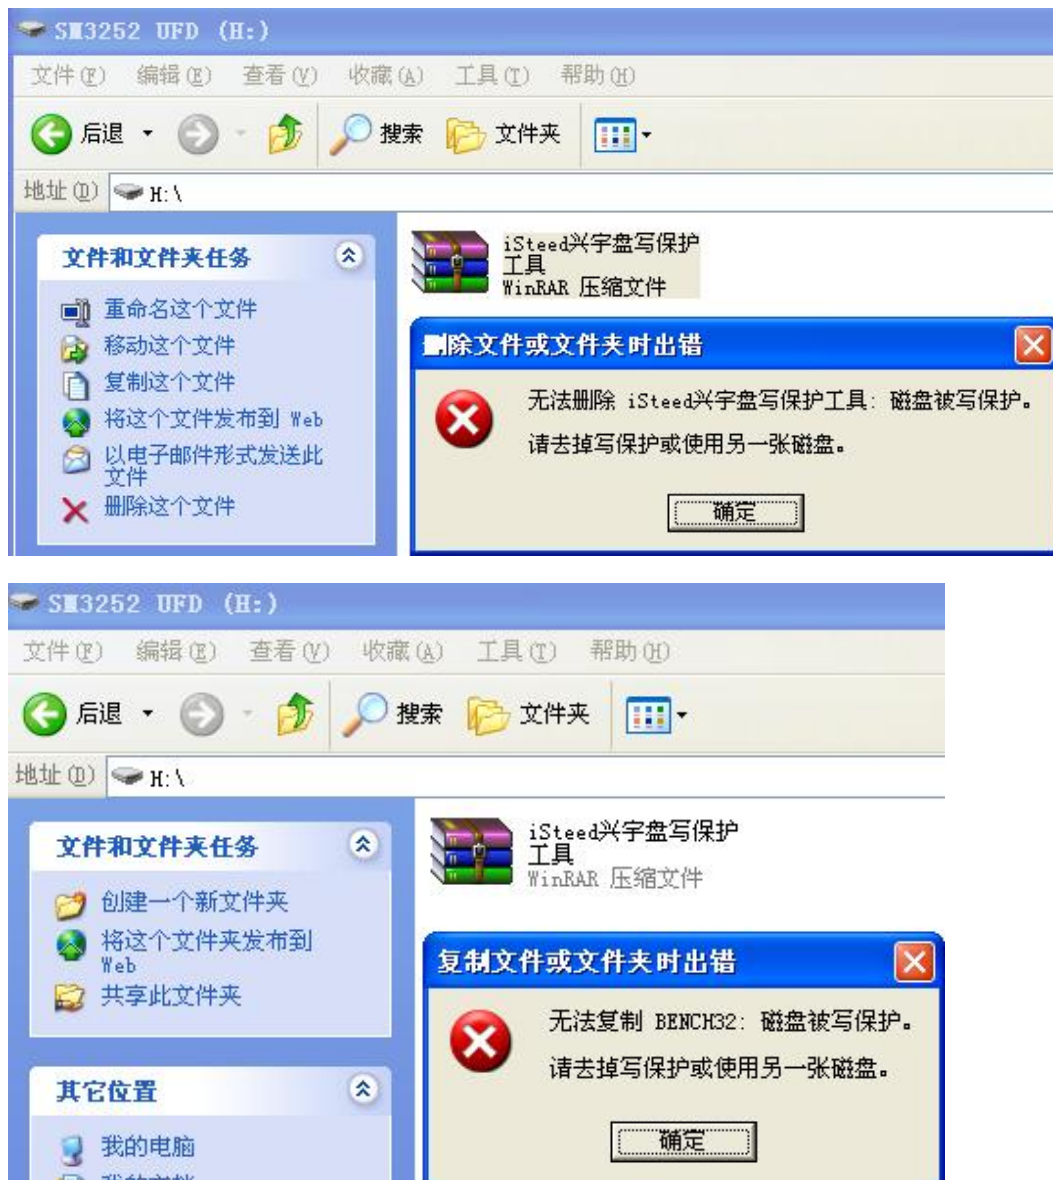 SM3252 UFD (H:)
文件(F) 编辑(E) 查看(V) 收藏(A) 工具(T) 帮助(H)
后退 搜索 文件夹
地址(D) H:\
文件和文件夹任务
重命名这个文件
移动这个文件
复制这个文件
将这个文件发布到 Web
以电子邮件形式发送此
文件
删除这个文件
iSteed兴宇盘写保护
工具
WinRAR 压缩文件
删除文件或文件夹时出错
无法删除 iSteed兴宇盘写保护工具: 磁盘被写保护。
请去掉写保护或使用另一张磁盘。
确定
SM3252 UFD (H:)
文件(F) 编辑(E) 查看(V) 收藏(A) 工具(T) 帮助(H)
后退 搜索 文件夹
地址(D) H:\
文件和文件夹任务
创建一个新文件夹
将这个文件夹发布到
Web
共享此文件夹
其它位置
我的电脑
iSteed兴宇盘写保护
工具
WinRAR 压缩文件
复制文件或文件夹时出错
无法复制 BENCH32: 磁盘被写保护。
请去掉写保护或使用另一张磁盘。
确定